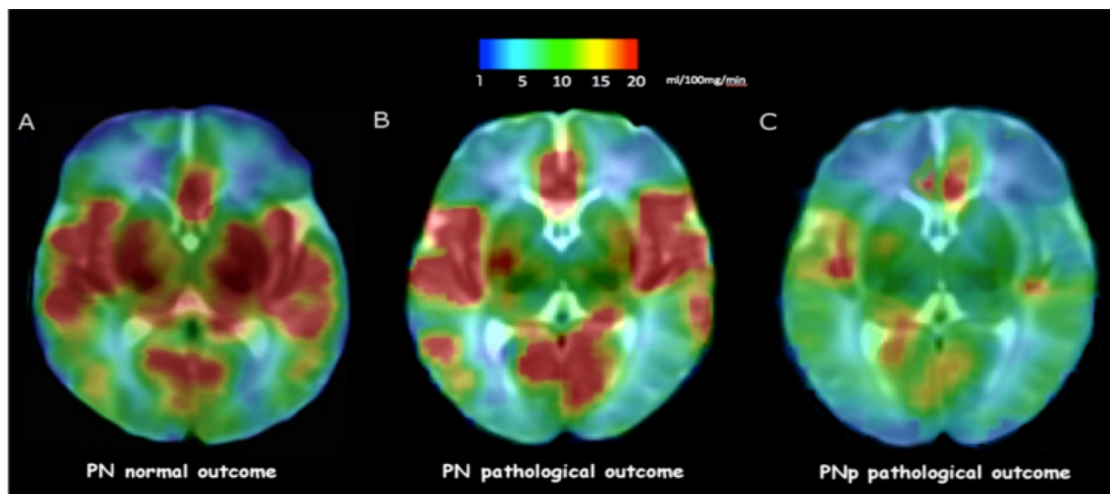 1 5 10 15 20 ml/100mg/min
A B C
PN normal outcome PN pathological outcome PNp pathological outcome